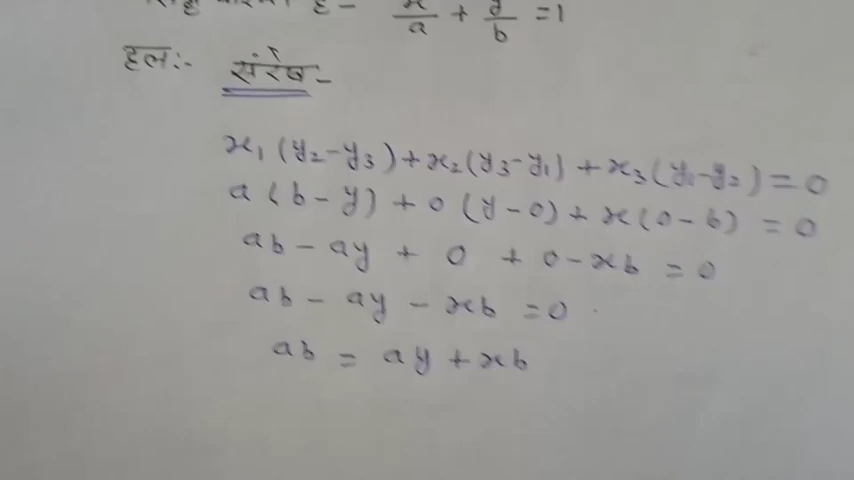 है - x/a + y/b = 1
हल:- संरेख -
x₁(y₂-y₃)+x₂(y₃-y₁)+x₃(y₁-y₂)=0
a(b-y)+0(y-0)+x(0-b)=0
ab-ay+0+0-xb=0
ab-ay-xb=0
ab=ay+xb